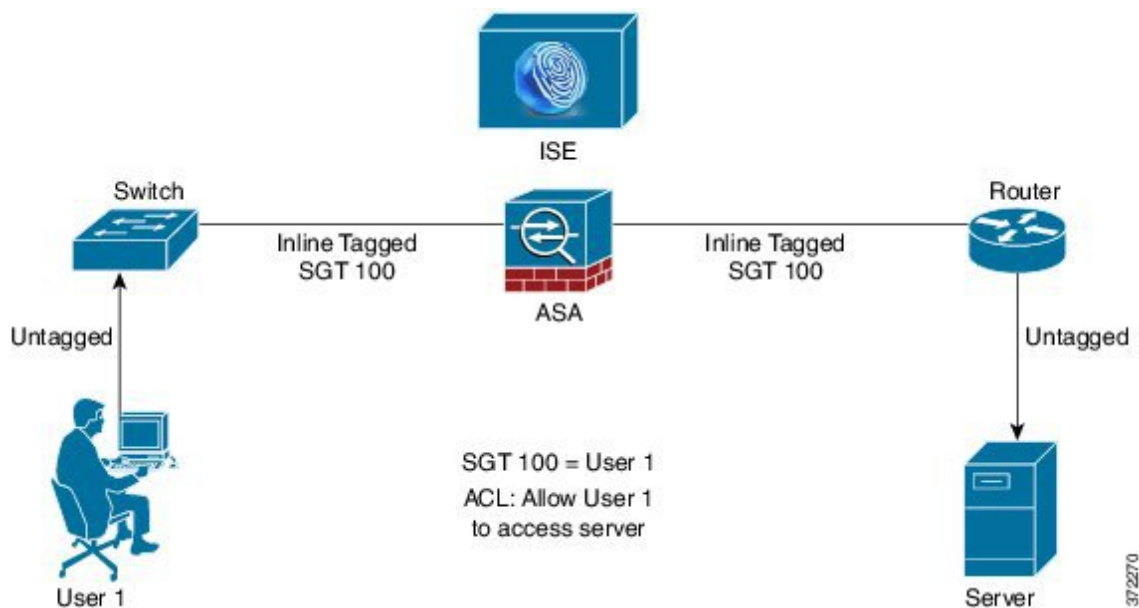 ISE
Switch
Router
Inline Tagged
SGT 100
Inline Tagged
SGT 100
ASA
Untagged
Untagged
SGT 100 = User 1
ACL: Allow User 1
to access server
User 1
Server
372270